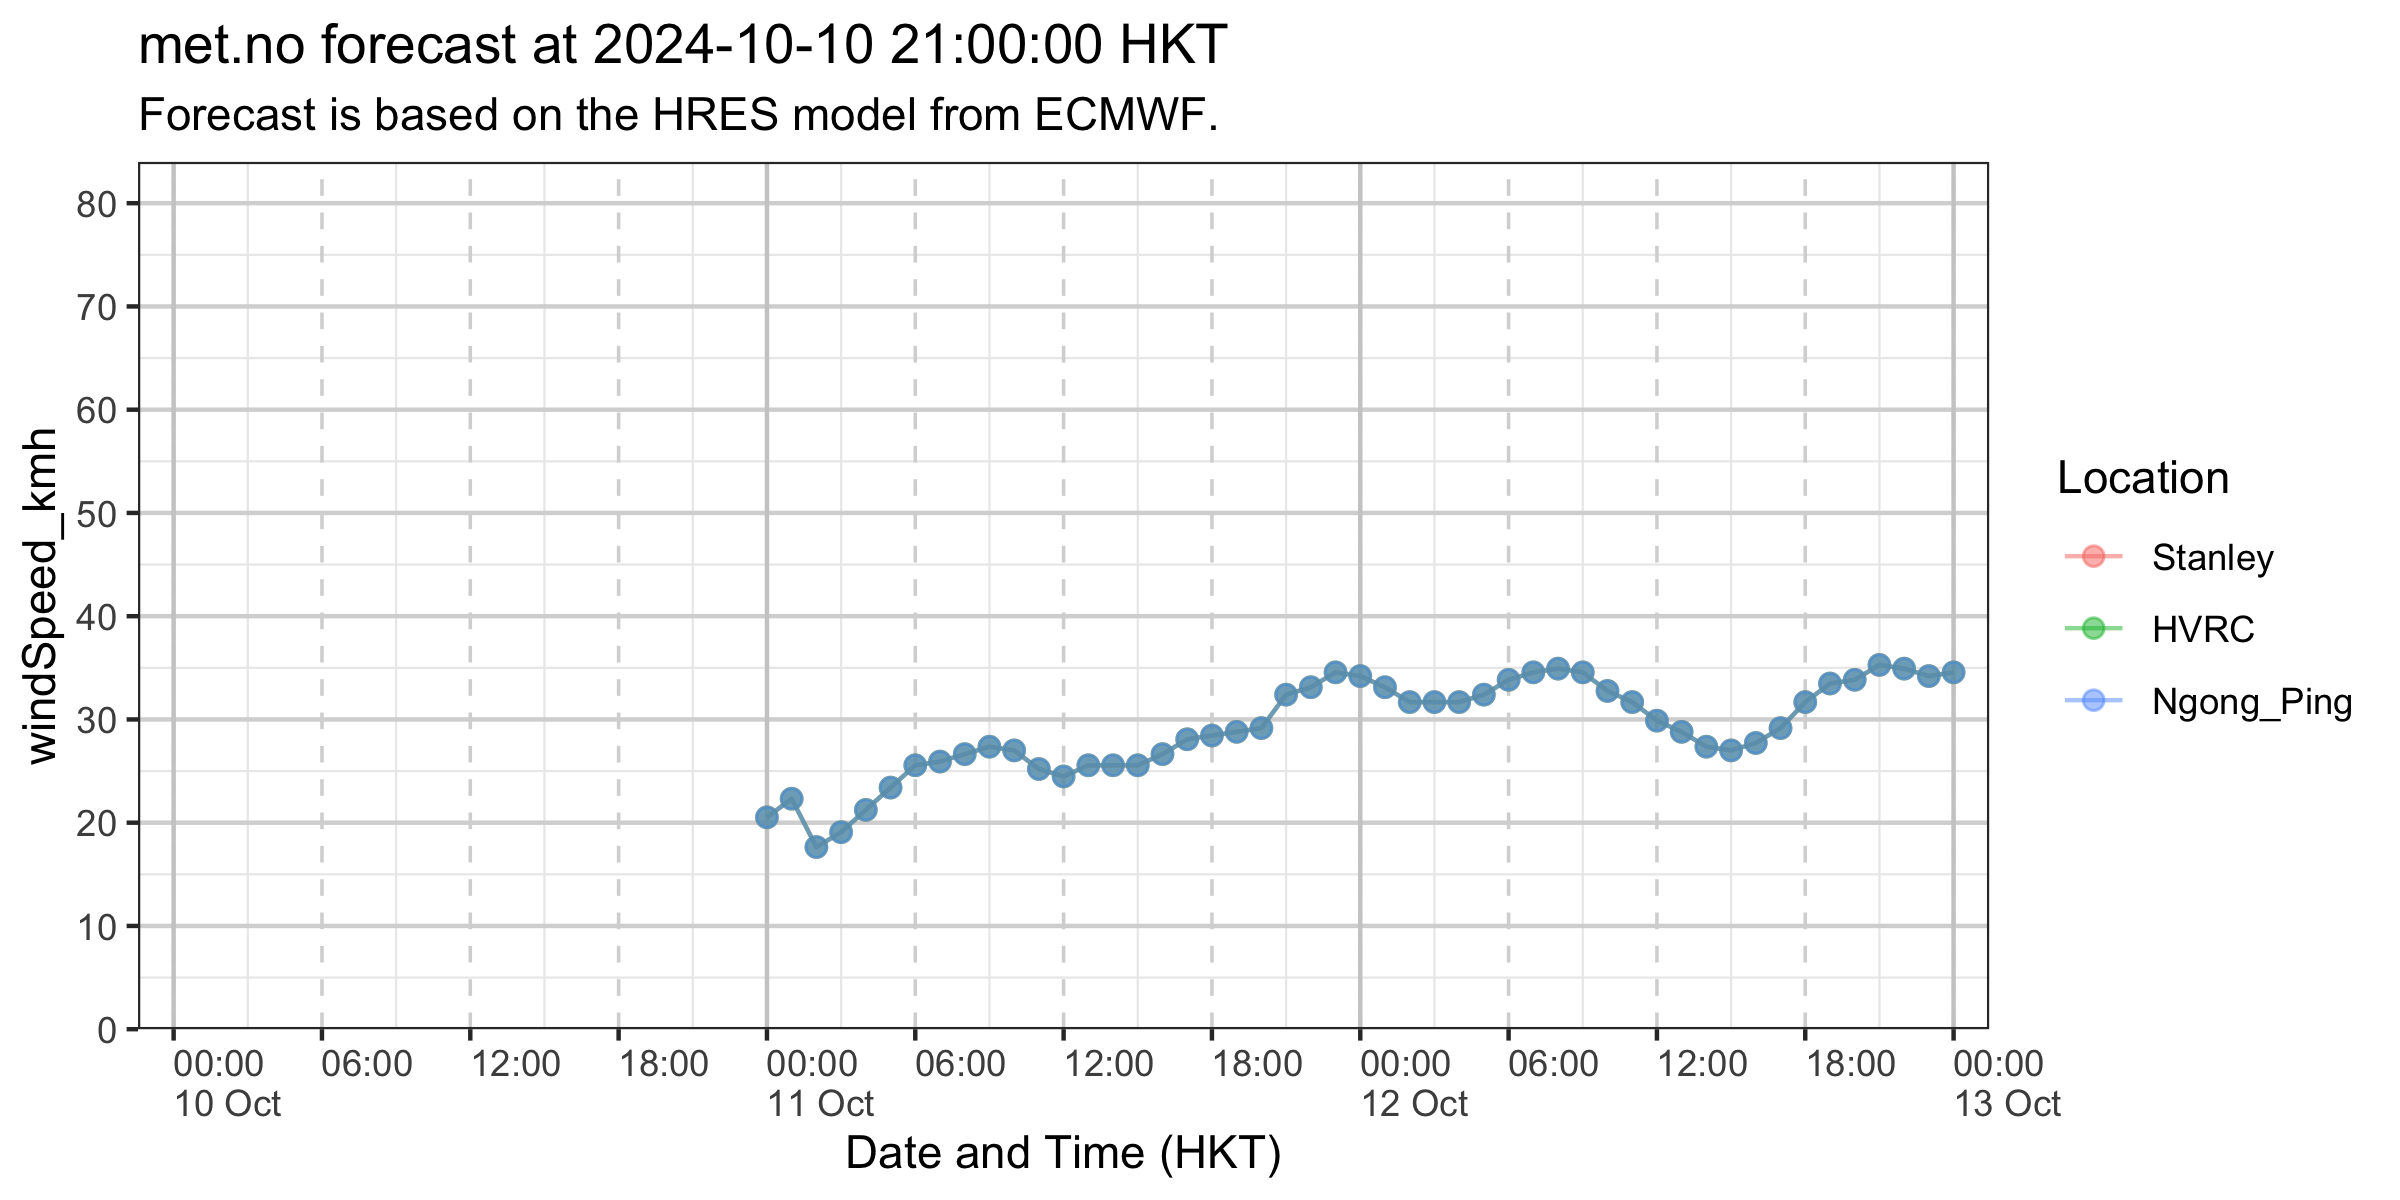 met.no forecast at 2024-10-10 21:00:00 HKT
Forecast is based on the HRES model from ECMWF.
windSpeed_kmh
80
70
60
50
40
30
20
10
0
00:00 06:00 12:00 18:00 00:00 06:00 12:00 18:00 00:00 06:00 12:00 18:00 00:00
10 Oct 11 Oct 12 Oct 13 Oct
Date and Time (HKT)
Location
Stanley
HVRC
Ngong_Ping